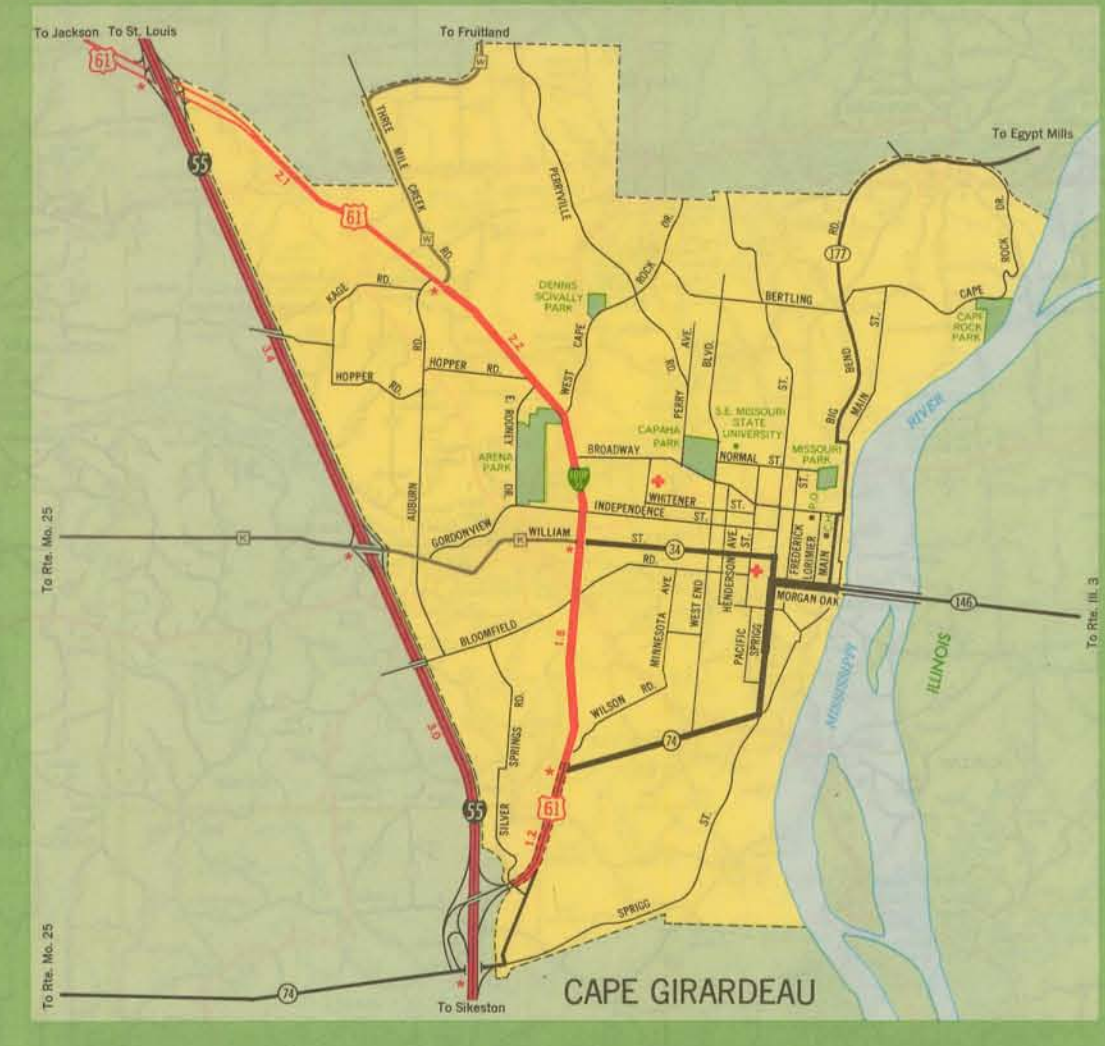 To Jackson
To St. Louis
To Fruitland
61
W
To Egypt Mills
55
THREE MILE CREEK RD.
PERRYVILLE
2.1
61
W
ROCK DR.
RD.
177
ROCK DR.
CAPE
KAGE RD.
DENNIS
SCIVALLY
PARK
BERTLING
CAPE
ROCK
PARK
3.4
2.2
WEST CAPE
AVE.
BLVD.
DR.
PERRY
ST.
BEND
ST.
MAIN
BIG
RD.
HOPPER RD.
HOPPER RD.
E. RODNEY
DR.
ARENA
PARK
CAPAHA
PARK
S.E. MISSOURI
STATE
UNIVERSITY
MISSOURI
PARK
RIVER
BROADWAY
NORMAL ST.
WHITENER
ST.
ST.
P.O.
C.H.
AUBURN
INDEPENDENCE ST.
GORDONVIEW
WILLIAM ST.
K
K
34
RD.
To Rte. Mo. 25
HENDERSON AVE
ST.
FREDERICK
LORIMIER
MAIN
MORGAN OAK
146
To Rte. Ill. 3
BLOOMFIELD
1.8
MINNESOTA AVE
WEST END
PACIFIC
SPRIGG
MISSISSIPPI
ILLINOIS
WILSON RD.
3.0
SPRINGS RD.
SILVER
74
55
61
1.2
ST.
SPRIGG
To Rte. Mo. 25
74
To Sikeston
CAPE GIRARDEAU